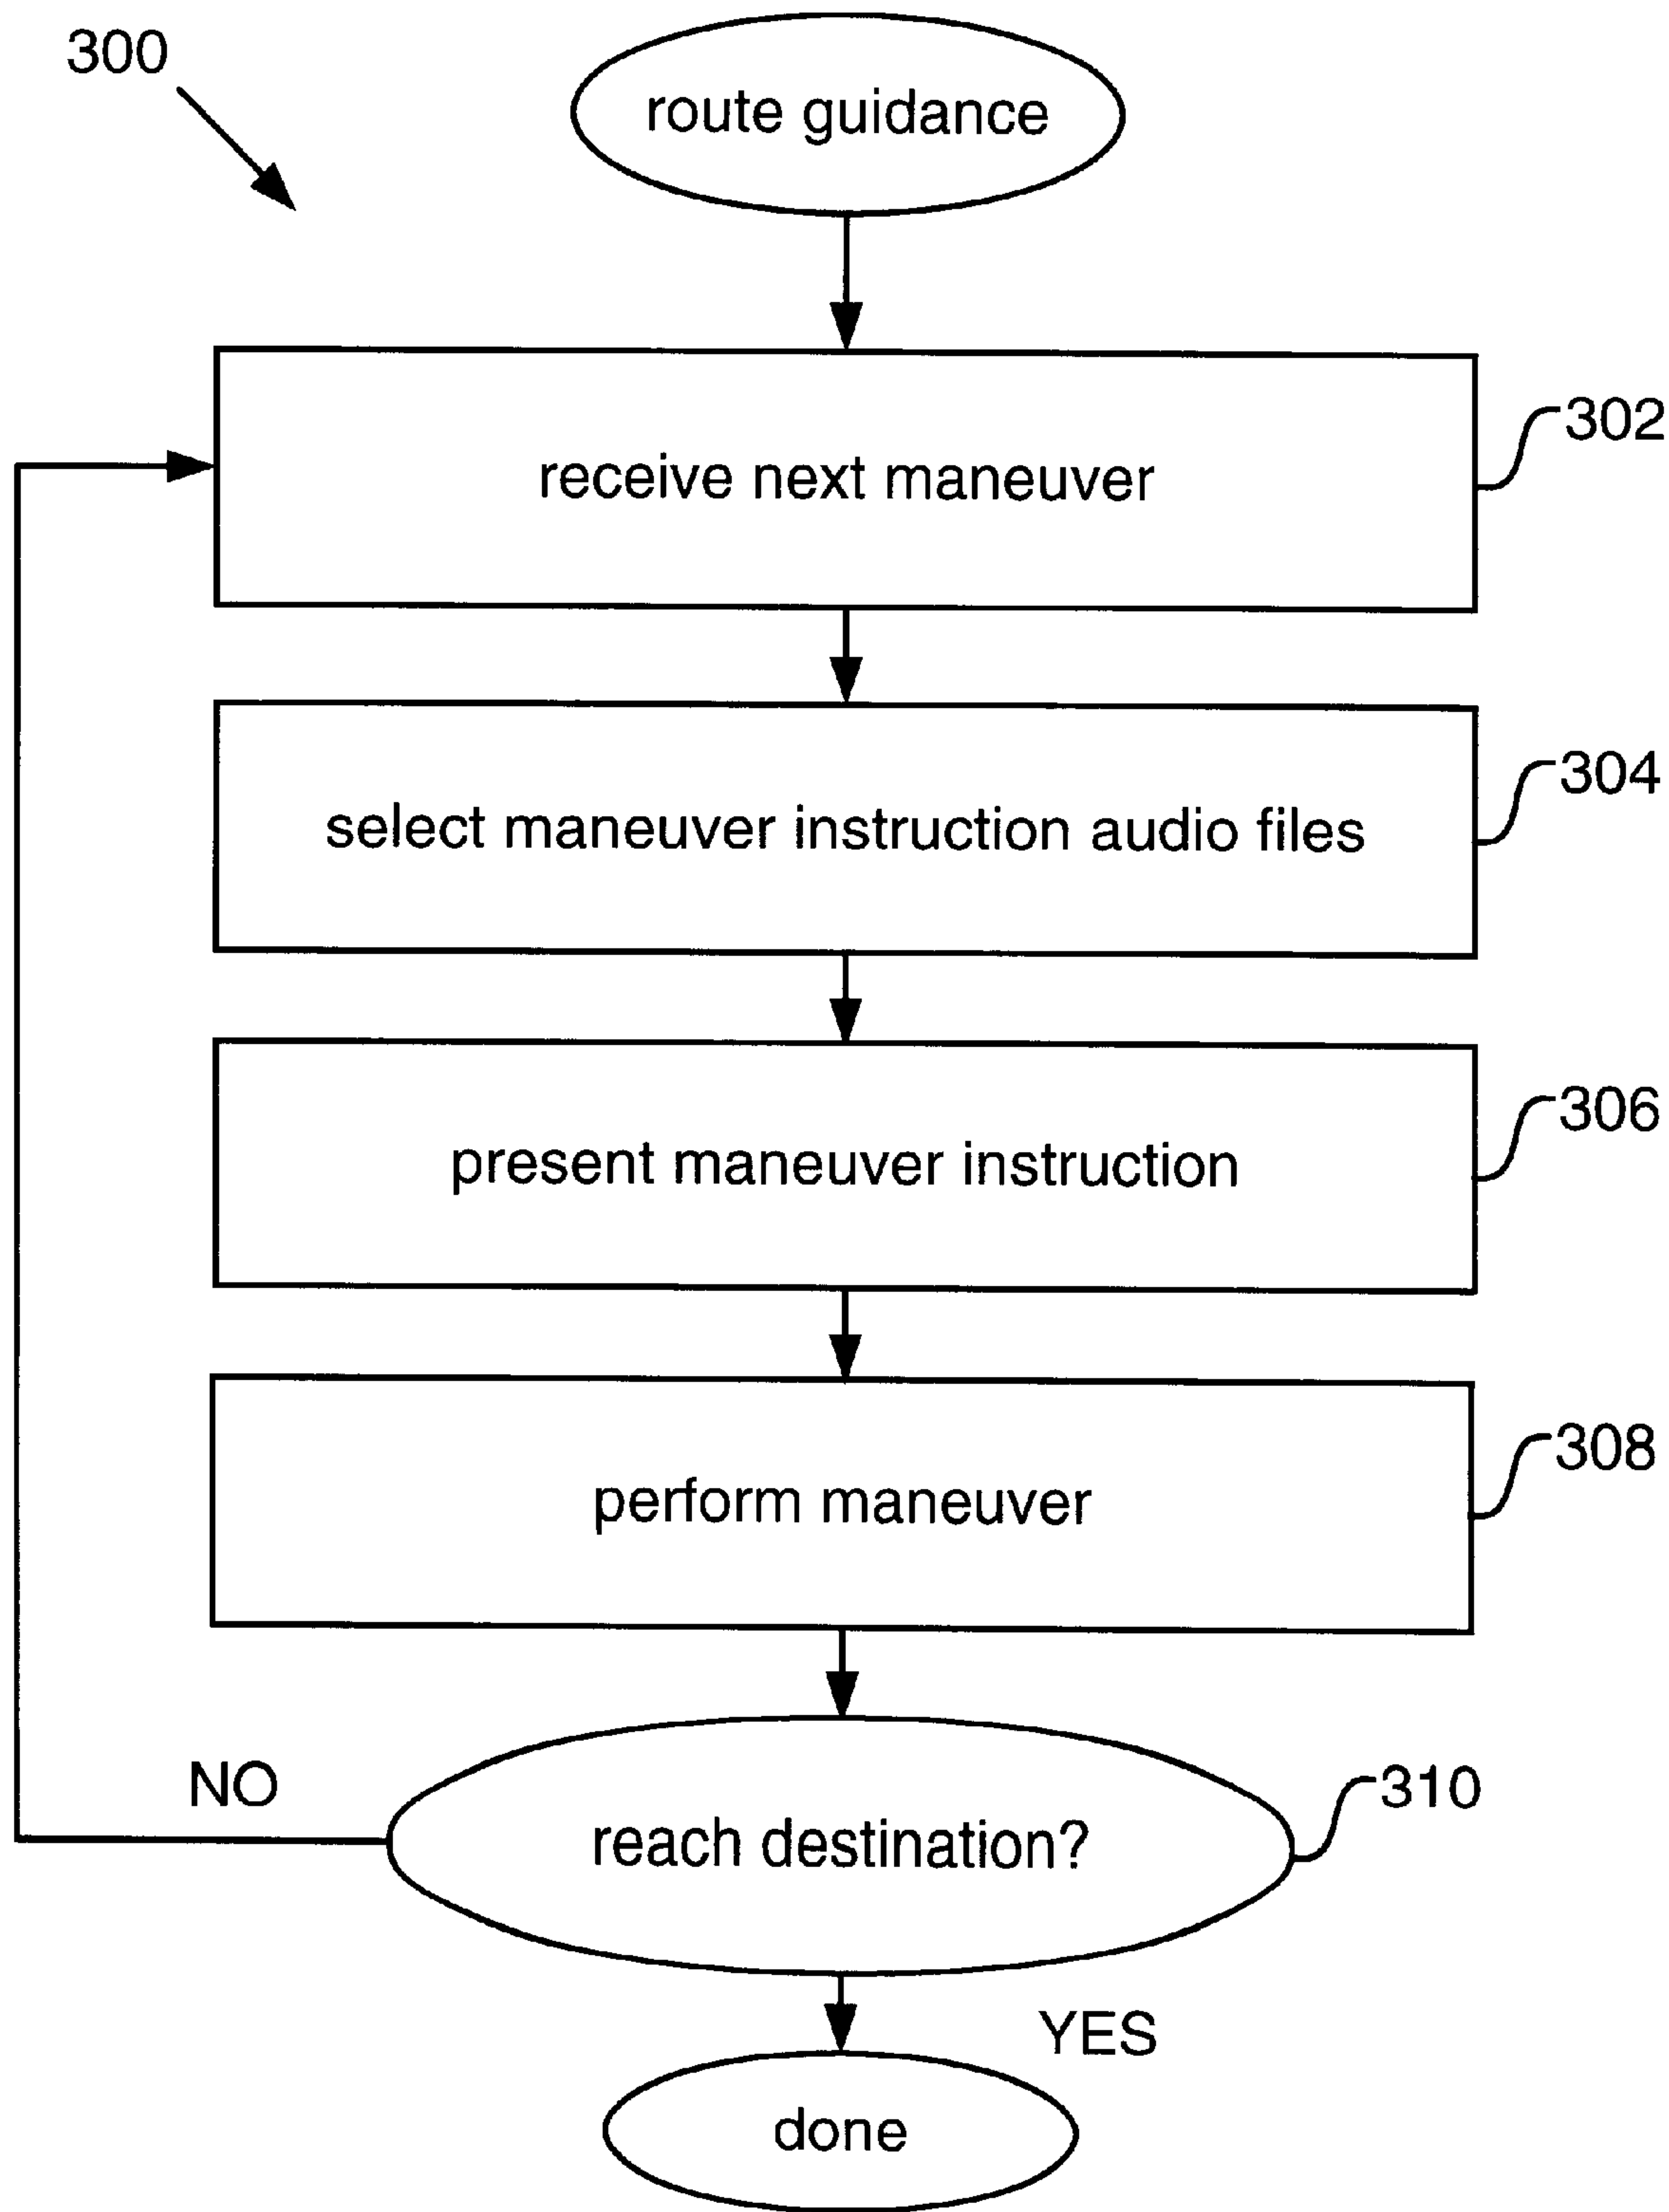 300
route guidance
receive next maneuver
302
select maneuver instruction audio files
304
present maneuver instruction
306
perform maneuver
308
NO
reach destination?
310
YES
done